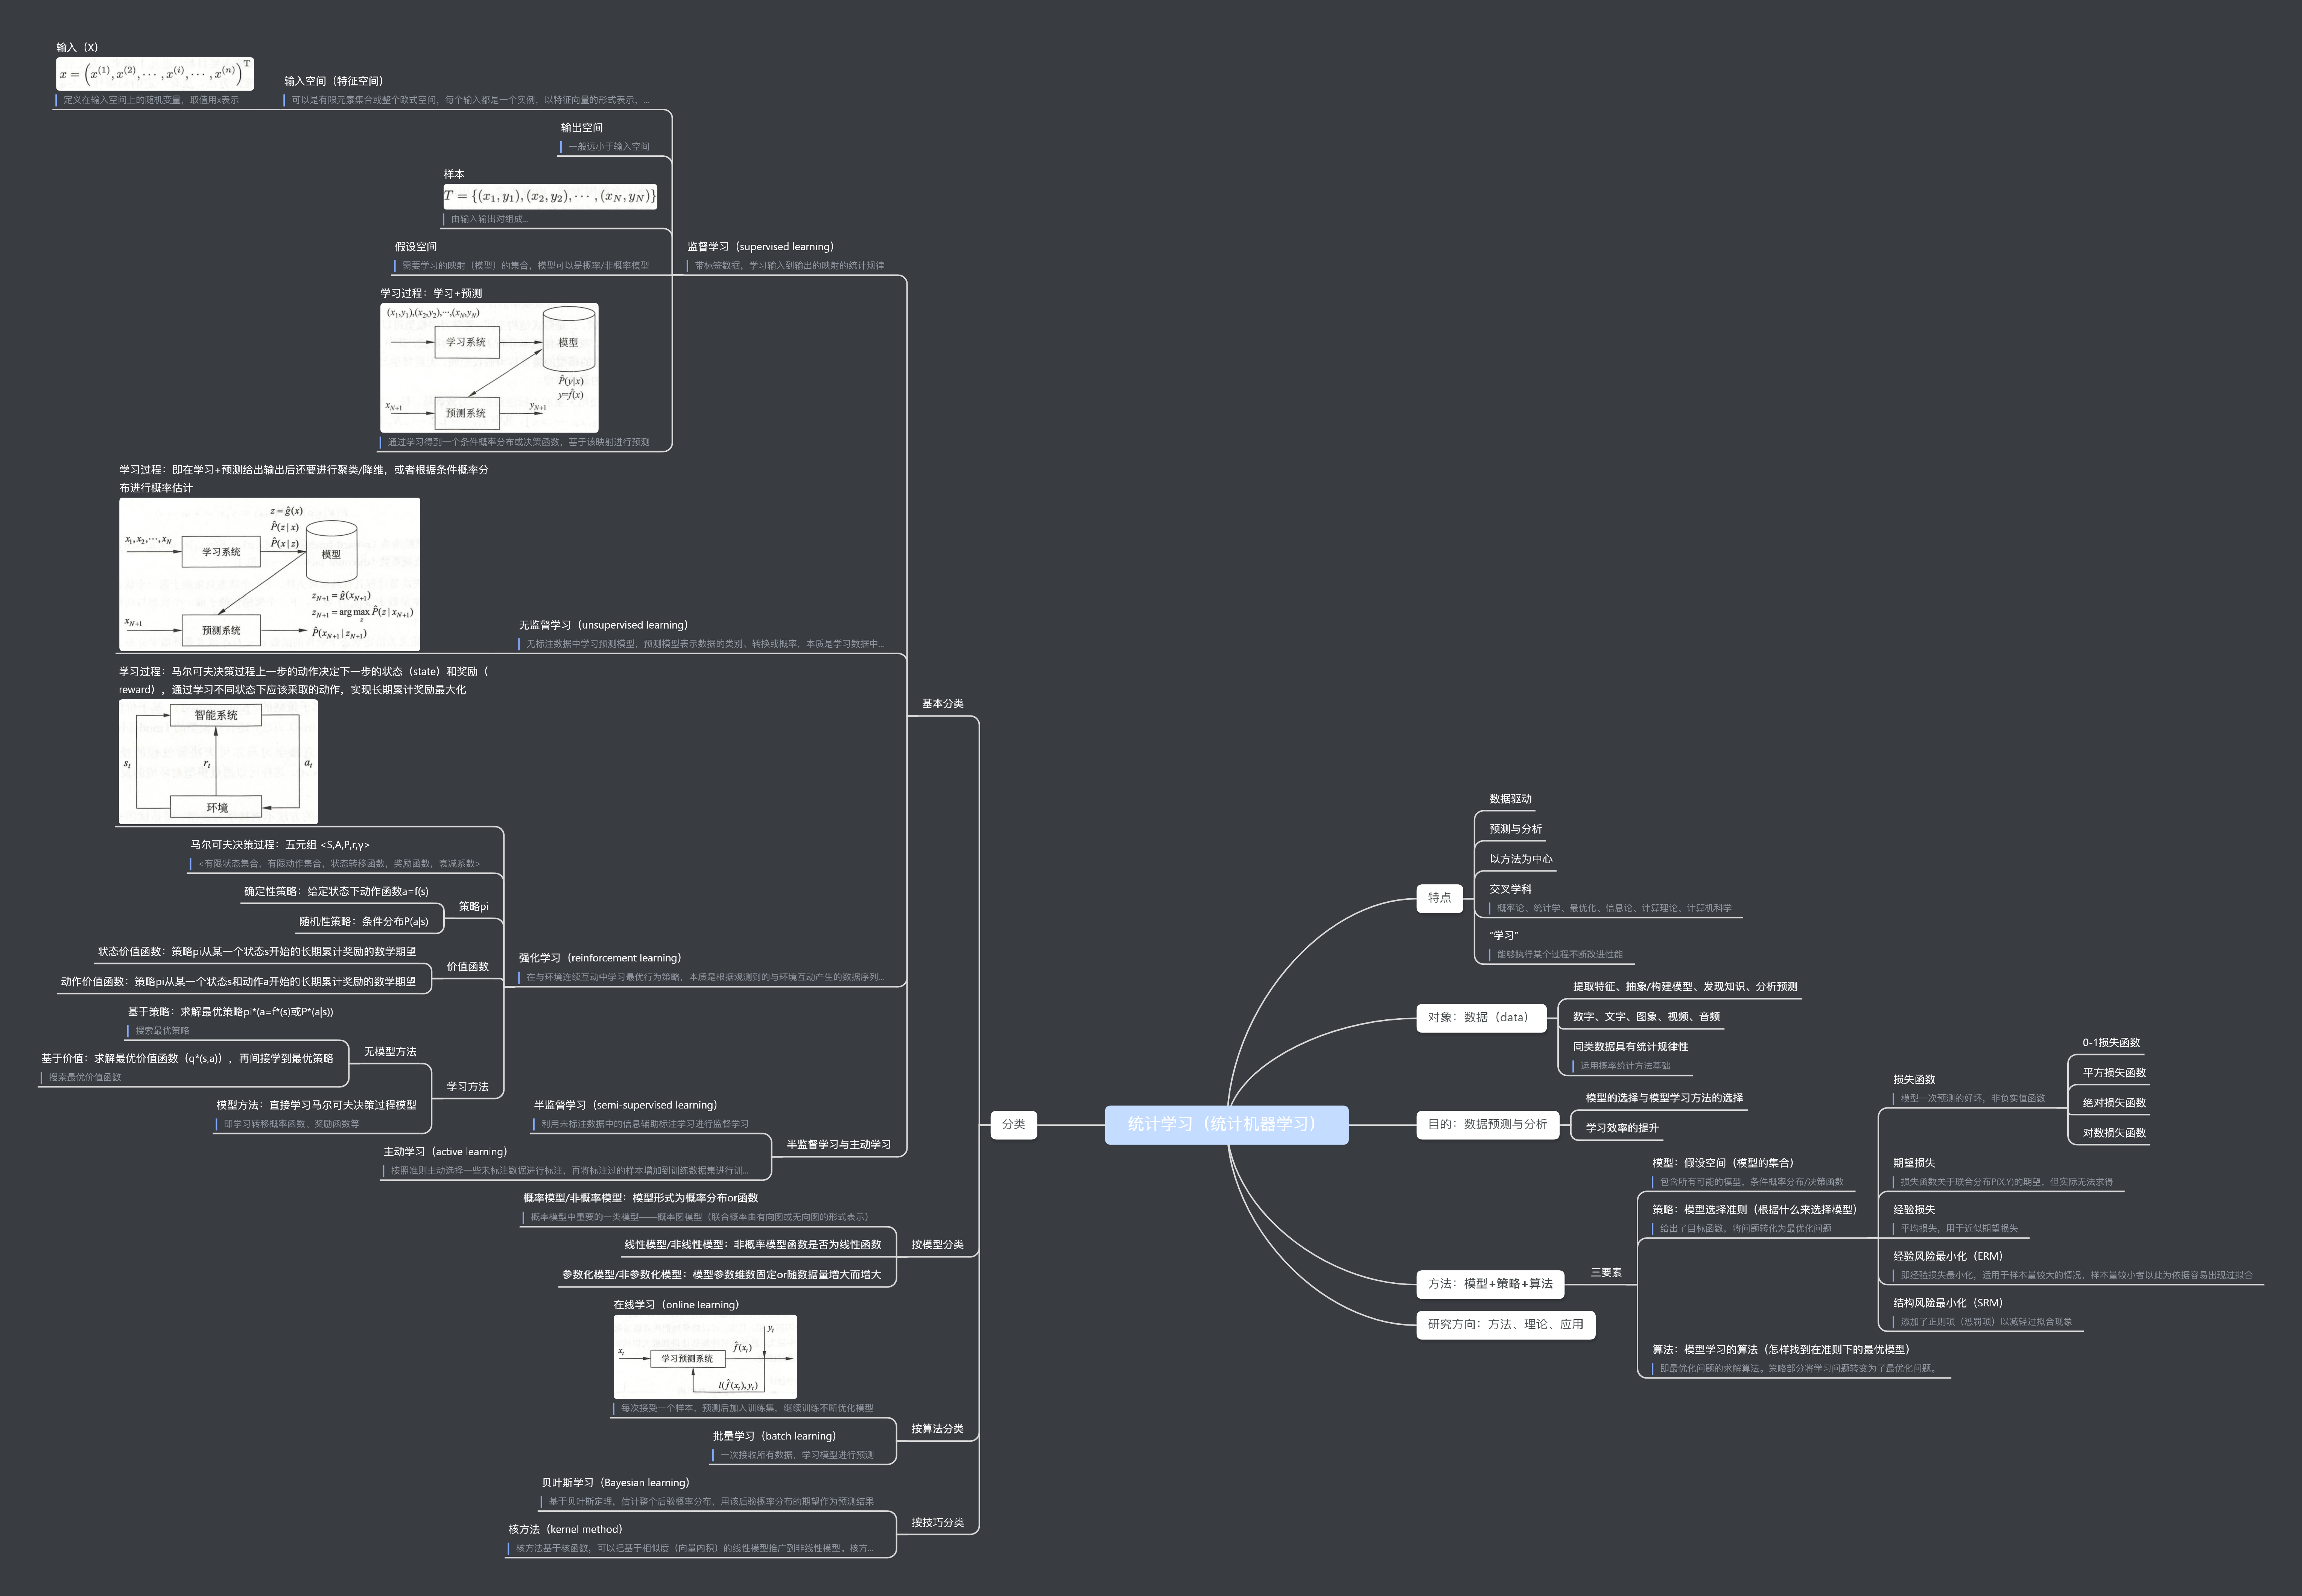 统计学习（统计机器学习）
特点
数据驱动
预测与分析
以方法为中心
交叉学科
概率论、统计学、最优化、信息论、计算理论、计算机科学
“学习”
能够执行某个过程不断改进性能
对象：数据（data）
提取特征、抽象/构建模型、发现知识、分析预测
数字、文字、图象、视频、音频
同类数据具有统计规律性
运用概率统计方法基础
目的：数据预测与分析
模型的选择与模型学习方法的选择
学习效率的提升
方法：模型+策略+算法
三要素
模型：假设空间（模型的集合）
包含所有可能的模型，条件概率分布/决策函数
策略：模型选择准则（根据什么来选择模型）
给出了目标函数，将问题转化为最优化问题
损失函数
模型一次预测的好坏，非负实值函数
0-1损失函数
平方损失函数
绝对损失函数
对数损失函数
期望损失
损失函数关于联合分布P(X,Y)的期望，但实际无法求得
经验损失
平均损失，用于近似期望损失
经验风险最小化（ERM）
即经验损失最小化，适用于样本量较大的情况，样本量较小者以此为依据容易出现过拟合
结构风险最小化（SRM）
添加了正则项（惩罚项）以减轻过拟合现象
算法：模型学习的算法（怎样找到在准则下的最优模型）
即最优化问题的求解算法。策略部分将学习问题转变为了最优化问题。
研究方向：方法、理论、应用
分类
基本分类
监督学习（supervised learning）
带标签数据，学习输入到输出的映射的统计规律
输入空间（特征空间）
可以是有限元素集合或整个欧式空间，每个输入都是一个实例，以特征向量的形式表示，...
输入（X）
x = (x^(1), x^(2), ···, x^(i), ···, x^(n))^T
定义在输入空间上的随机变量，取值用x表示
输出空间
一般远小于输入空间
样本
T = {(x_1, y_1), (x_2, y_2), ···, (x_N, y_N)}
由输入输出对组成...
假设空间
需要学习的映射（模型）的集合，模型可以是概率/非概率模型
学习过程：学习+预测
(x_1,y_1),(x_2,y_2),···,(x_N,y_N)
学习系统
模型
P̂(y|x)
y=f̂(x)
x_N+1
预测系统
y_N+1
通过学习得到一个条件概率分布或决策函数，基于该映射进行预测
无监督学习（unsupervised learning）
无标注数据中学习预测模型，预测模型表示数据的类别、转换或概率，本质是学习数据中...
学习过程：即在学习+预测给出输出后还要进行聚类/降维，或者根据条件概率分
布进行概率估计
z = ĝ(x)
P̂(z | x)
P̂(x | z)
x_1, x_2, ···, x_N
学习系统
模型
z_N+1 = ĝ(x_N+1)
z_N+1 = arg max_z P̂(z | x_N+1)
P̂(x_N+1 | z_N+1)
x_N+1
预测系统
强化学习（reinforcement learning）
在与环境连续互动中学习最优行为策略，本质是根据观测到的与环境互动产生的数据序列...
学习过程：马尔可夫决策过程上一步的动作决定下一步的状态（state）和奖励（
reward），通过学习不同状态下应该采取的动作，实现长期累计奖励最大化
智能系统
s_t
r_t
a_t
环境
马尔可夫决策过程：五元组 <S,A,P,r,γ>
<有限状态集合，有限动作集合，状态转移函数，奖励函数，衰减系数>
策略pi
确定性策略：给定状态下动作函数a=f(s)
随机性策略：条件分布P(a|s)
价值函数
状态价值函数：策略pi从某一个状态s开始的长期累计奖励的数学期望
动作价值函数：策略pi从某一个状态s和动作a开始的长期累计奖励的数学期望
学习方法
无模型方法
基于策略：求解最优策略pi*(a=f*(s)或P*(a|s))
搜索最优策略
基于价值：求解最优价值函数（q*(s,a)），再间接学到最优策略
搜索最优价值函数
模型方法：直接学习马尔可夫决策过程模型
即学习转移概率函数、奖励函数等
半监督学习与主动学习
半监督学习（semi-supervised learning）
利用未标注数据中的信息辅助标注学习进行监督学习
主动学习（active learning）
按照准则主动选择一些未标注数据进行标注，再将标注过的样本增加到训练数据集进行训...
按模型分类
概率模型/非概率模型：模型形式为概率分布or函数
概率模型中重要的一类模型——概率图模型（联合概率由有向图或无向图的形式表示）
线性模型/非线性模型：非概率模型函数是否为线性函数
参数化模型/非参数化模型：模型参数维数固定or随数据量增大而增大
按算法分类
在线学习（online learning）
x_t
学习预测系统
f̂(x_t)
y_t
l(f̂(x_t), y_t)
每次接受一个样本，预测后加入训练集，继续训练不断优化模型
批量学习（batch learning）
一次接收所有数据，学习模型进行预测
按技巧分类
贝叶斯学习（Bayesian learning）
基于贝叶斯定理，估计整个后验概率分布，用该后验概率分布的期望作为预测结果
核方法（kernel method）
核方法基于核函数，可以把基于相似度（向量内积）的线性模型推广到非线性模型。核方...